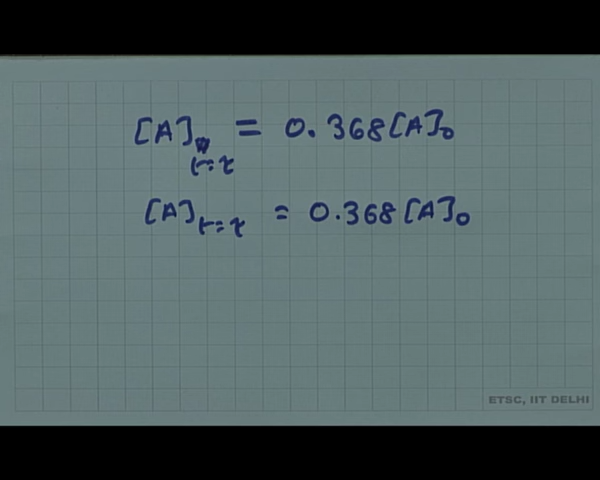 [A]t=τ = 0.368[A]0
[A]t=τ = 0.368[A]0
ETSC, IIT DELHI